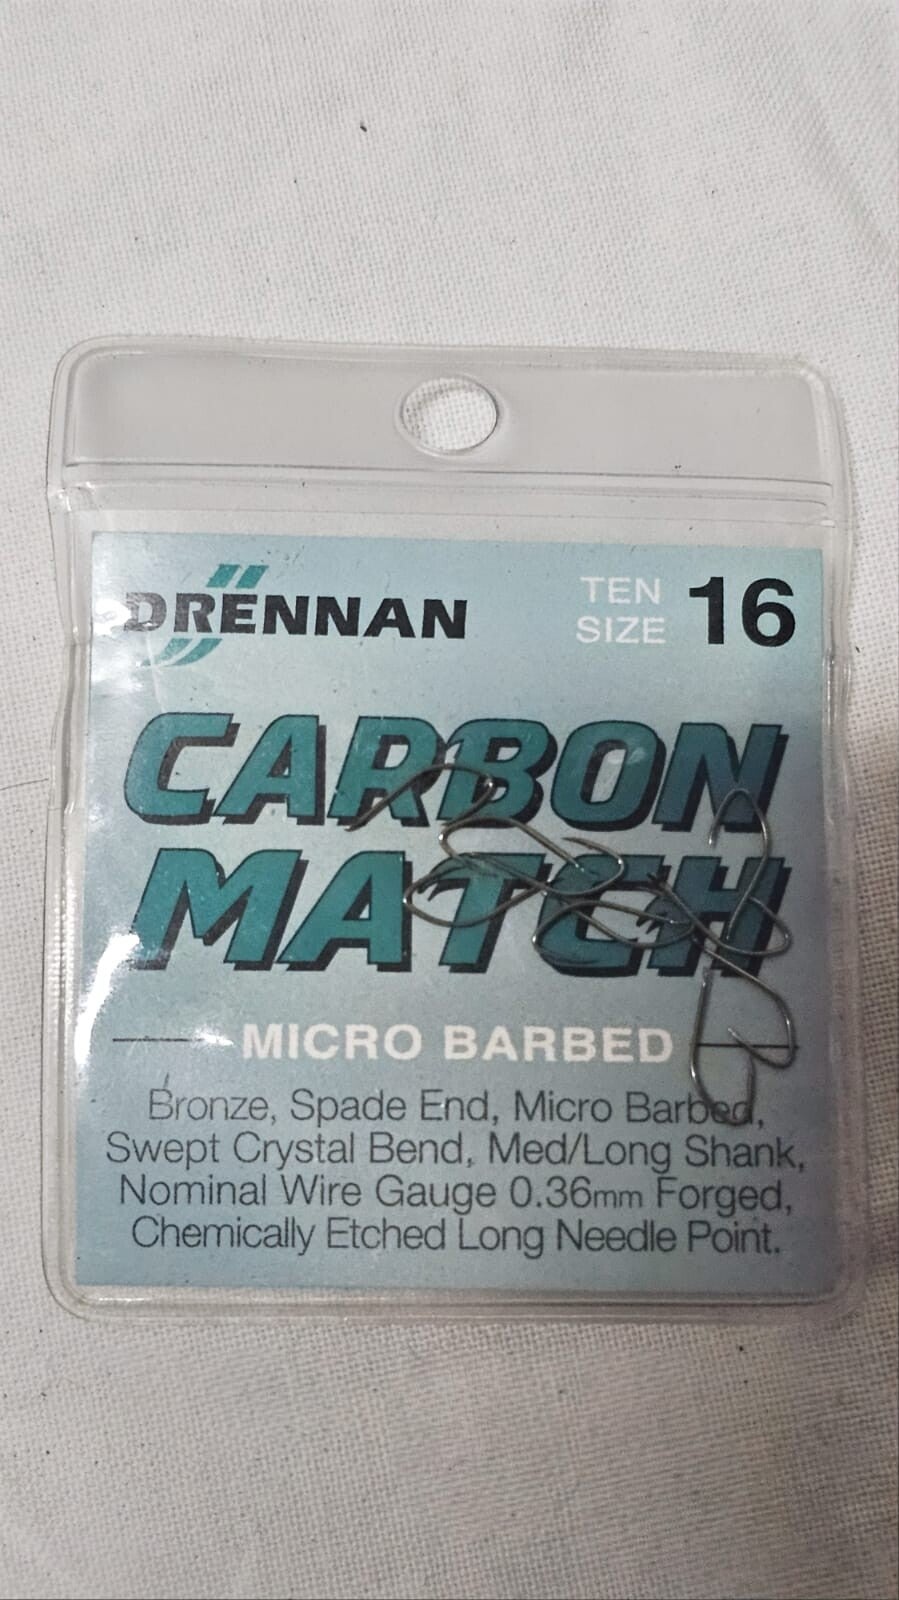 DRËNNAN
TEN
SIZE 16
CARBON
MATCH
MICRO BARBED
Bronze, Spade End, Micro Barbed,
Swept Crystal Bend, Med/Long Shank,
Nominal Wire Gauge 0.36mm Forged,
Chemically Etched Long Needle Point.